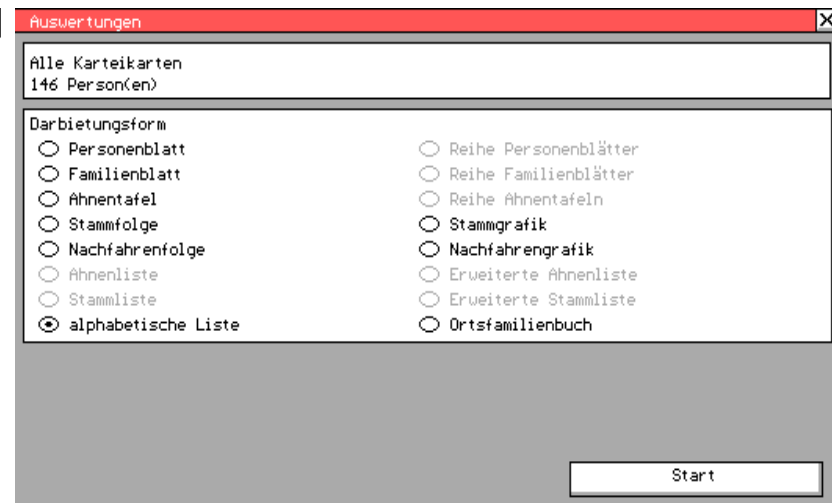 Auswertungen
Alle Karteikarten
146 Person(en)
Darbietungsform
Personenblatt
Reihe Personenblätter
Familienblatt
Reihe Familienblätter
Ahnentafel
Reihe Ahnentafeln
Stammfolge
Stammgrafik
Nachfahrenfolge
Nachfahrengrafik
Ahnenliste
Erweiterte Ahnenliste
Stammliste
Erweiterte Stammliste
alphabetische Liste
Ortsfamilienbuch
Start